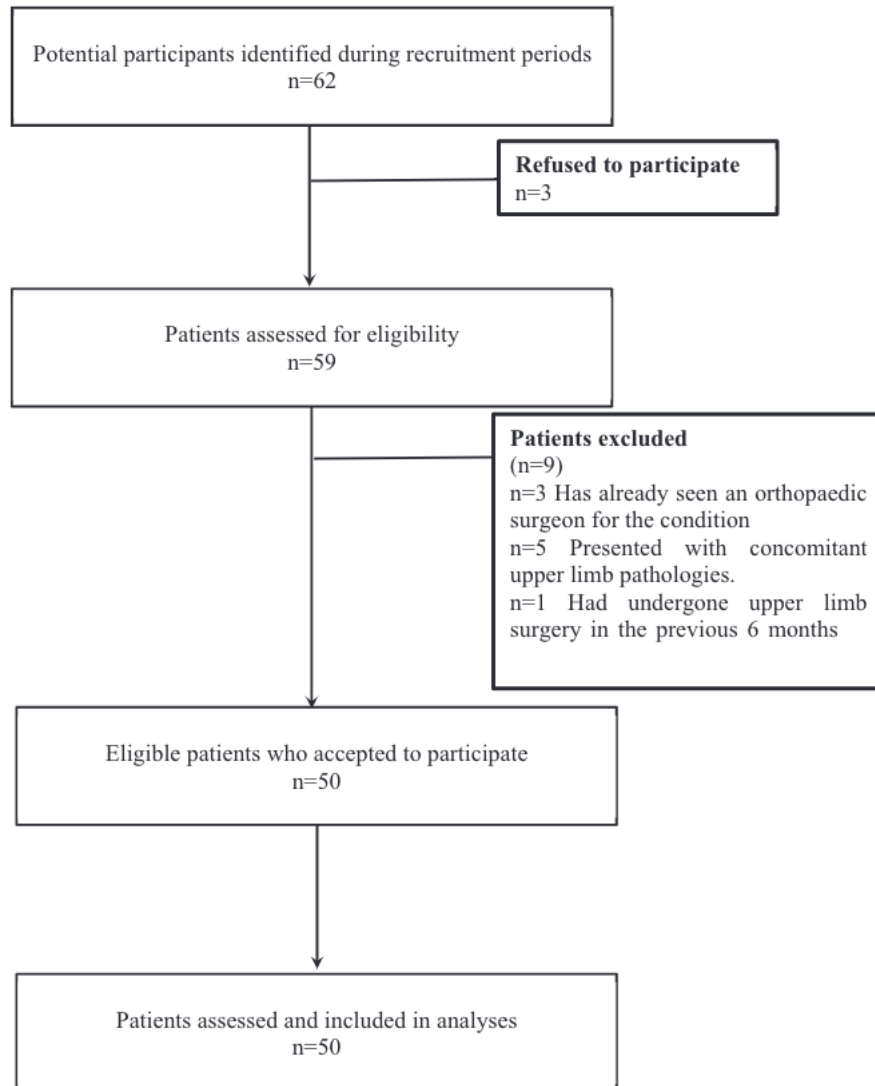 Potential participants identified during recruitment periods
n=62
Refused to participate
n=3
Patients assessed for eligibility
n=59
Patients excluded
(n=9)
n=3 Has already seen an orthopaedic
surgeon for the condition
n=5 Presented with concomitant
upper limb pathologies.
n=1 Had undergone upper limb
surgery in the previous 6 months
Eligible patients who accepted to participate
n=50
Patients assessed and included in analyses
n=50